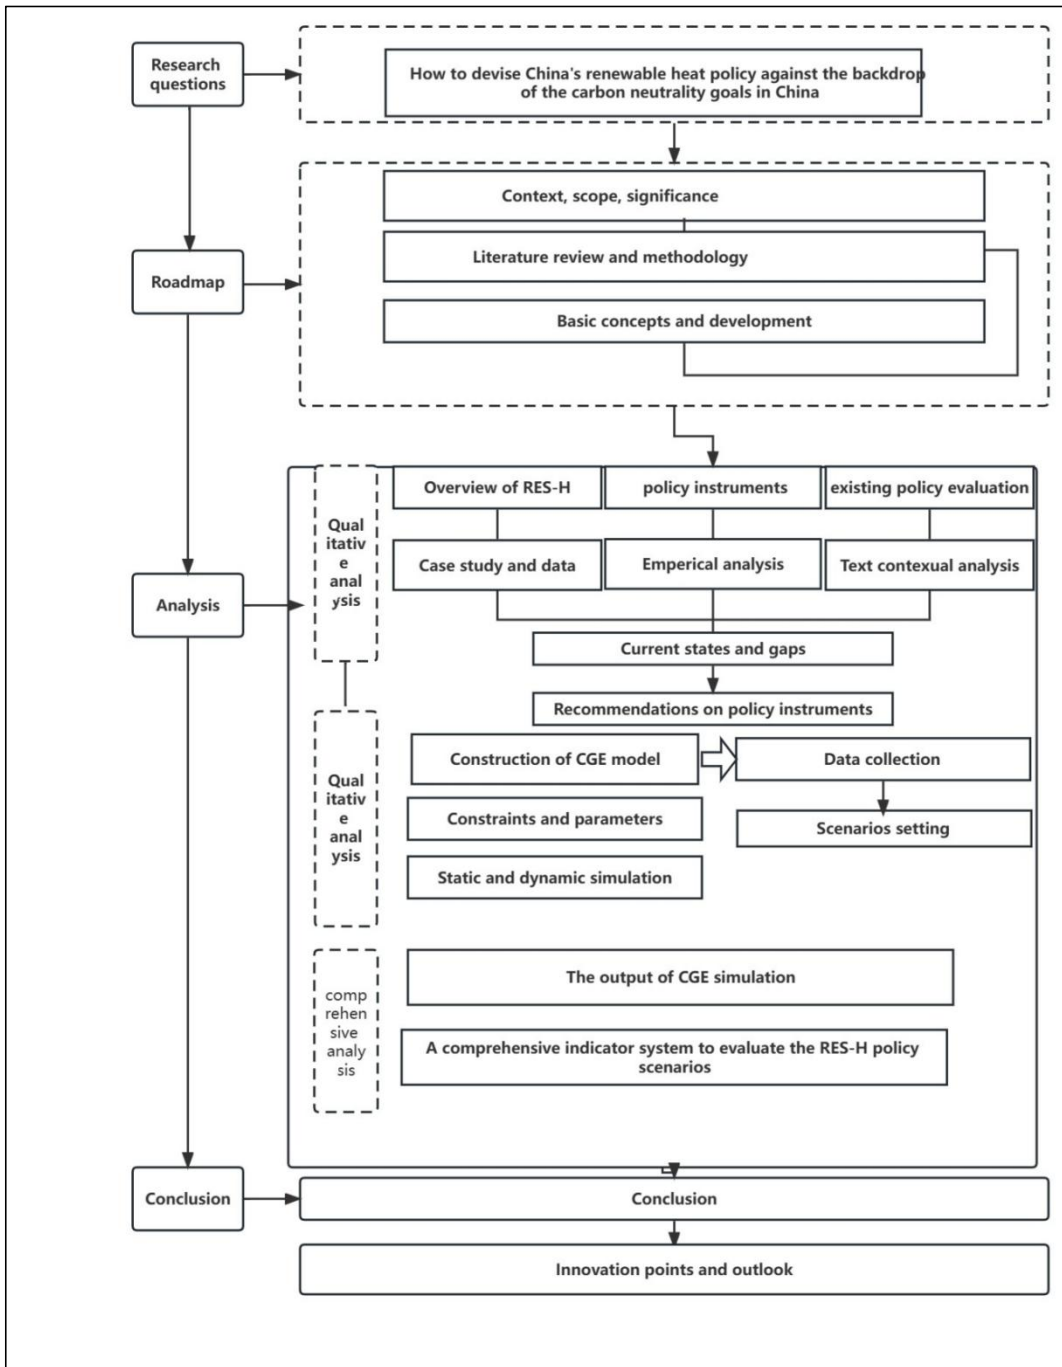 Research
questions
How to devise China's renewable heat policy against the backdrop
of the carbon neutrality goals in China
Context, scope, significance
Literature review and methodology
Roadmap
Basic concepts and development
Overview of RES-H
policy instruments
existing policy evaluation
Qual
itativ
e
anal
ysis
Case study and data
Emperical analysis
Text contexual analysis
Analysis
Current states and gaps
Recommendations on policy instruments
Qual
itativ
e
anal
ysis
Construction of CGE model
Data collection
Constraints and parameters
Scenarios setting
Static and dynamic simulation
comp
rehen
sive
analy
sis
The output of CGE simulation
A comprehensive indicator system to evaluate the RES-H policy
scenarios
Conclusion
Conclusion
Innovation points and outlook